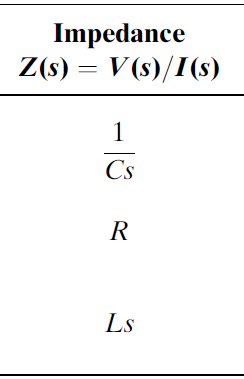 Impedance
Z(s) = V(s)/I(s)
1
Cs
R
Ls